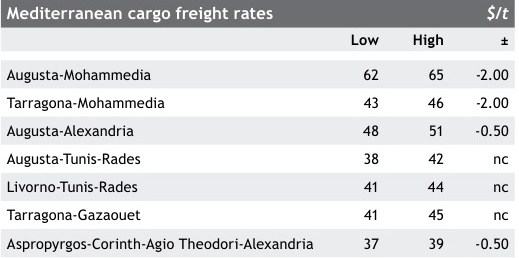 Mediterranean cargo freight rates $/t
Low High ±
Augusta-Mohammedia 62 65 -2.00
Tarragona-Mohammedia 43 46 -2.00
Augusta-Alexandria 48 51 -0.50
Augusta-Tunis-Rades 38 42 nc
Livorno-Tunis-Rades 41 44 nc
Tarragona-Gazaouet 41 45 nc
Aspropyrgos-Corinth-Agio Theodori-Alexandria 37 39 -0.50